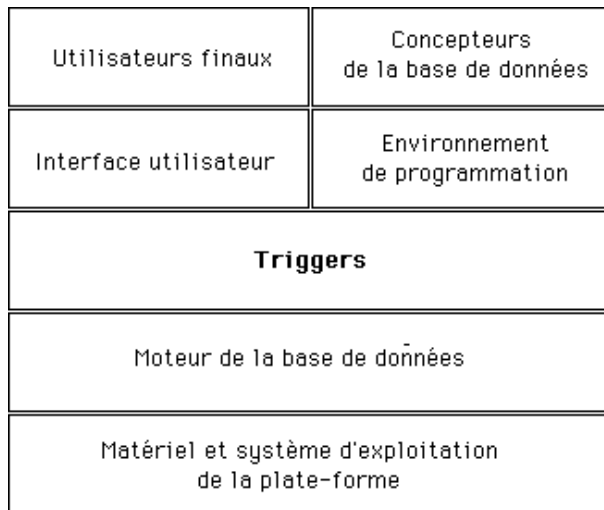 Utilisateurs finaux
Concepteurs
de la base de données
Interface utilisateur
Environnement
de programmation
Triggers
Moteur de la base de données
Matériel et système d'exploitation
de la plate-forme